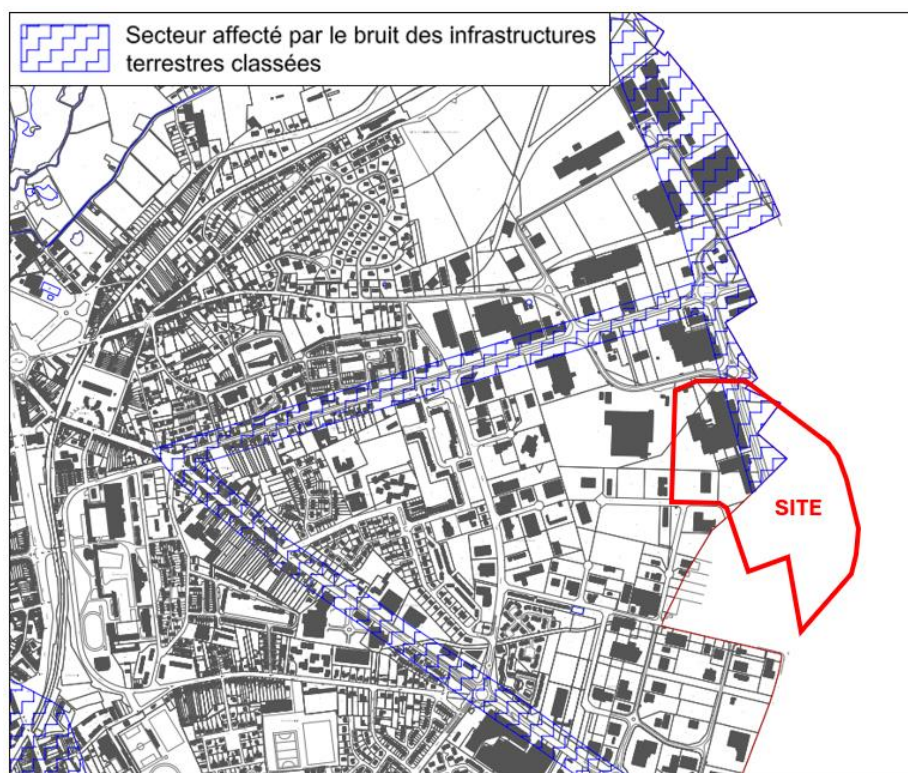 Secteur affecté par le bruit des infrastructures
terrestres classées
SITE